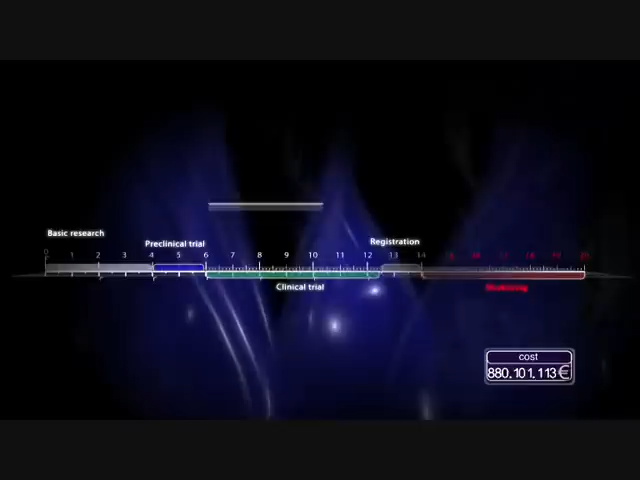 Basic research
Preclinical trial
Registration
0 1 2 3 4 5 6 7 8 9 10 11 12 13 14
Clinical trial
cost
880.101.113€